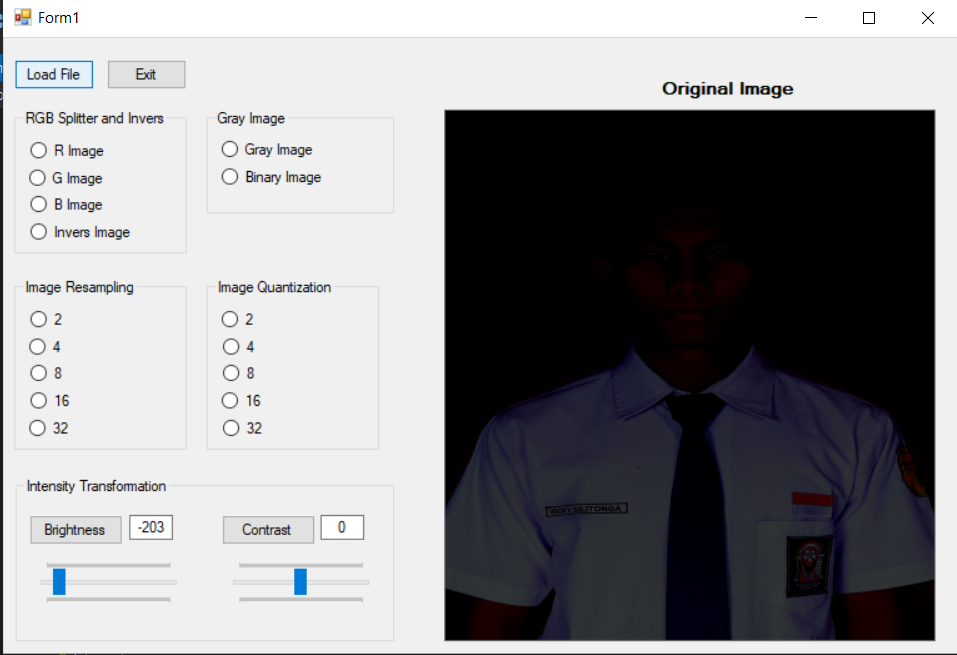 Form1
Load File
Exit
Original Image
RGB Splitter and Invers
R Image
G Image
B Image
Invers Image
Gray Image
Gray Image
Binary Image
Image Resampling
2
4
8
16
32
Image Quantization
2
4
8
16
32
Intensity Transformation
Brightness
-203
Contrast
0